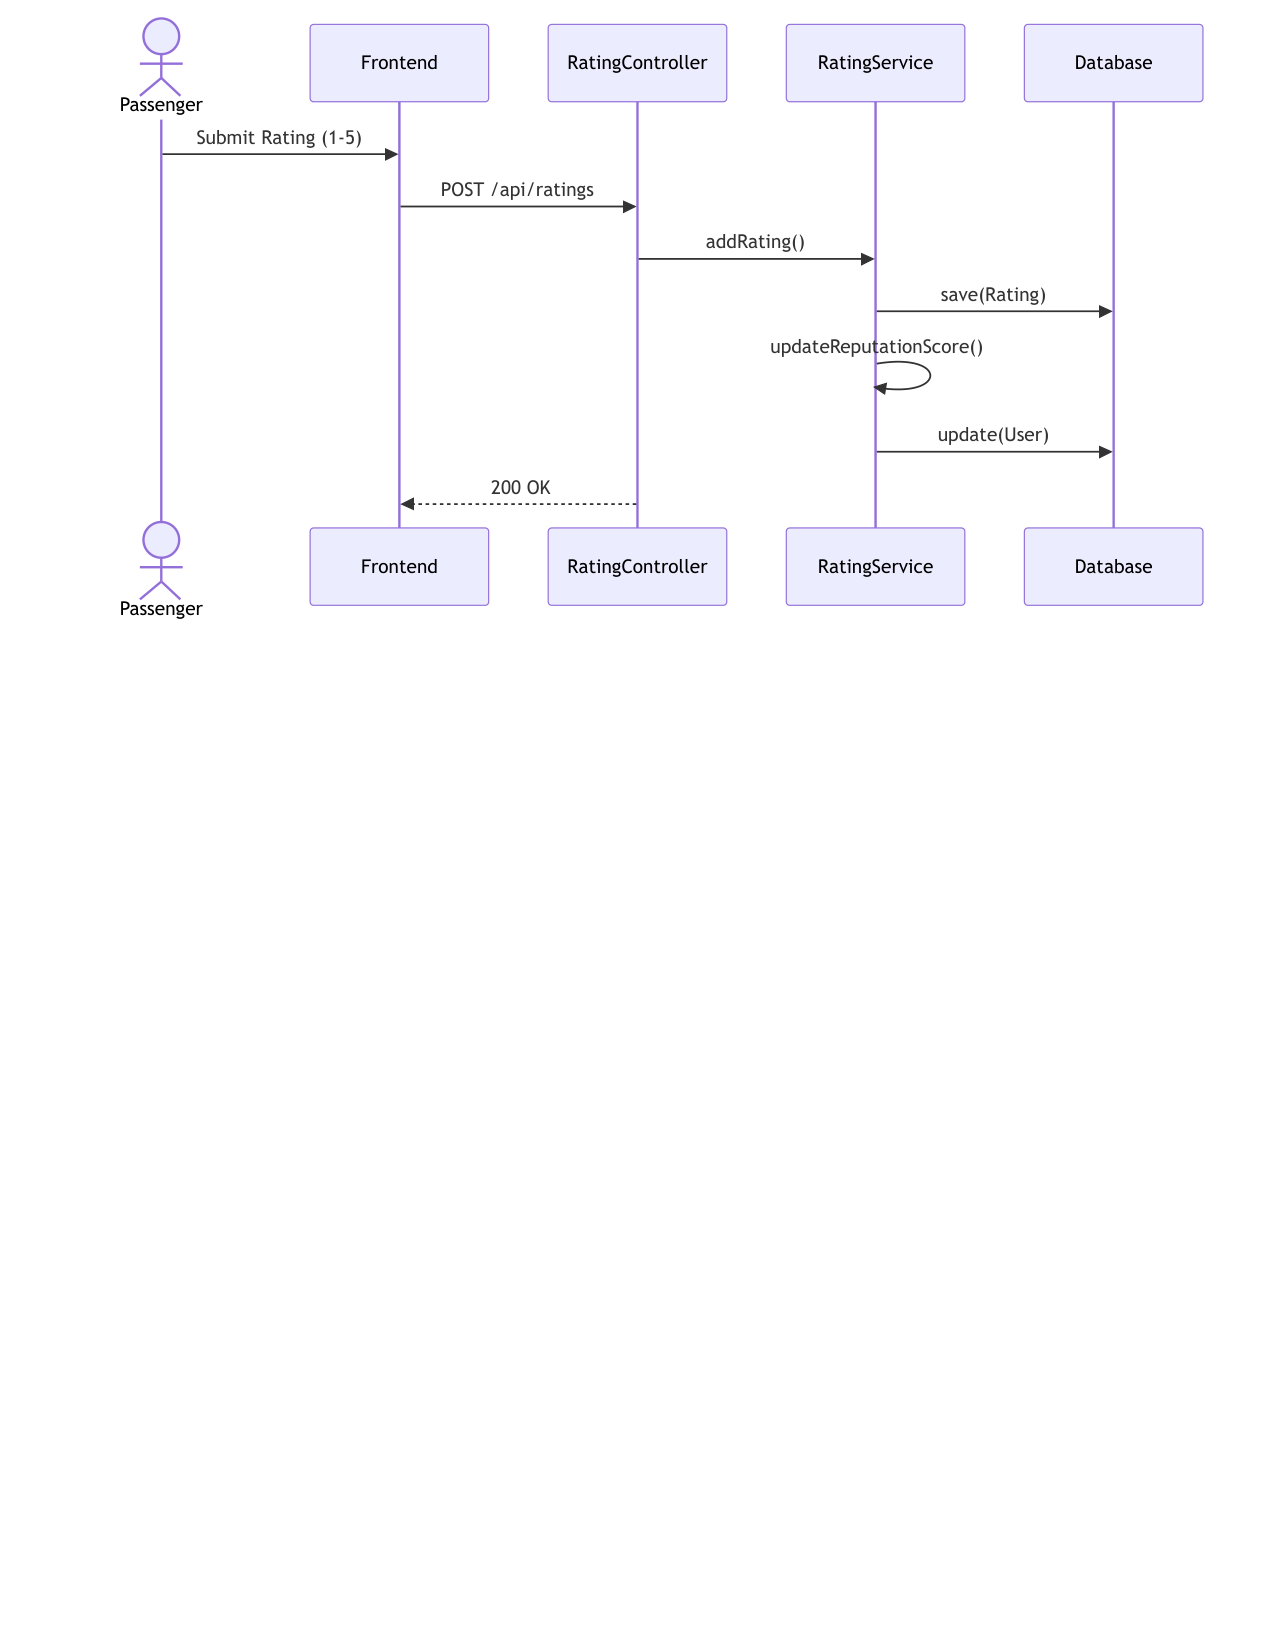 Passenger
Frontend
RatingController
RatingService
Database
Submit Rating (1-5)
POST /api/ratings
addRating()
save(Rating)
updateReputationScore()
update(User)
200 OK
Passenger
Frontend
RatingController
RatingService
Database